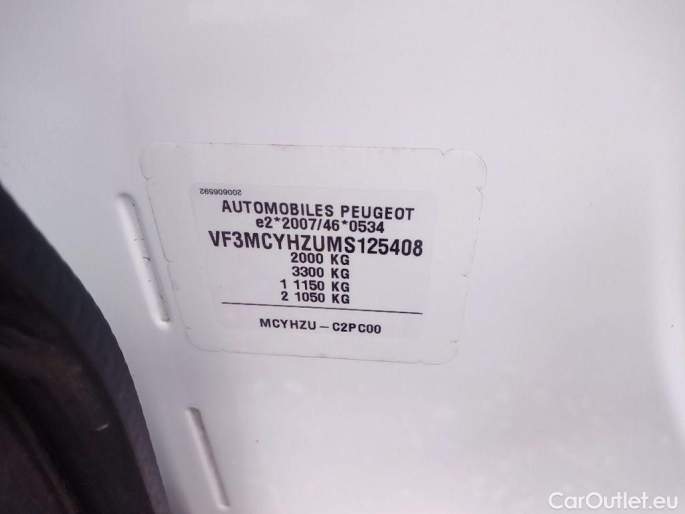 200606592
AUTOMOBILES PEUGEOT
e2*2007/46*0534
VF3MCYHZUMS125408
2000 KG
3300 KG
1 1150 KG
2 1050 KG
MCYHZU – C2PC00
CarOutlet.eu